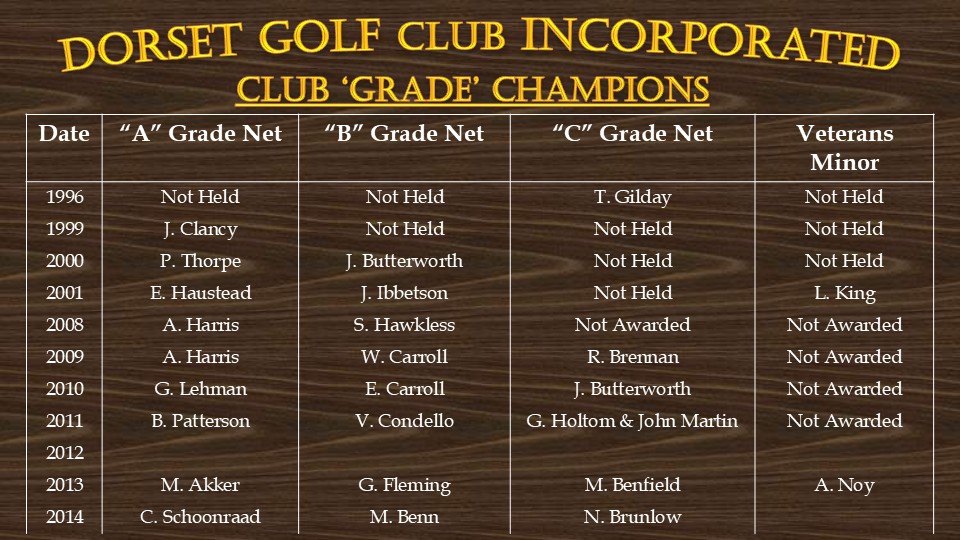 DORSET GOLF CLUB INCORPORATED
CLUB ‘GRADE’ CHAMPIONS
Date “A” Grade Net “B” Grade Net “C” Grade Net Veterans Minor
1996 Not Held Not Held T. Gilday Not Held
1999 J. Clancy Not Held Not Held Not Held
2000 P. Thorpe J. Butterworth Not Held Not Held
2001 E. Haustead J. Ibbetson Not Held L. King
2008 A. Harris S. Hawkless Not Awarded Not Awarded
2009 A. Harris W. Carroll R. Brennan Not Awarded
2010 G. Lehman E. Carroll J. Butterworth Not Awarded
2011 B. Patterson V. Condello G. Holtom & John Martin Not Awarded
2012
2013 M. Akker G. Fleming M. Benfield A. Noy
2014 C. Schoonraad M. Benn N. Brunlow